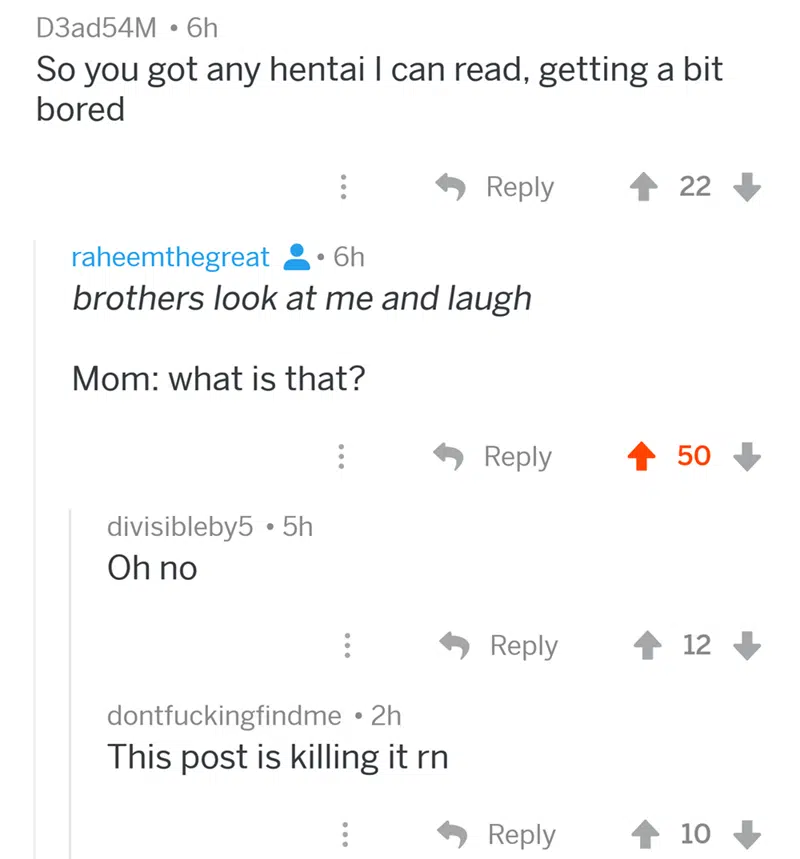 D3ad54M • 6h
So you got any hentai I can read, getting a bit
bored
Reply 22
raheemthegreat • 6h
brothers look at me and laugh
Mom: what is that?
Reply 50
divisibleby5 • 5h
Oh no
Reply 12
dontfuckingfindme • 2h
This post is killing it rn
Reply 10